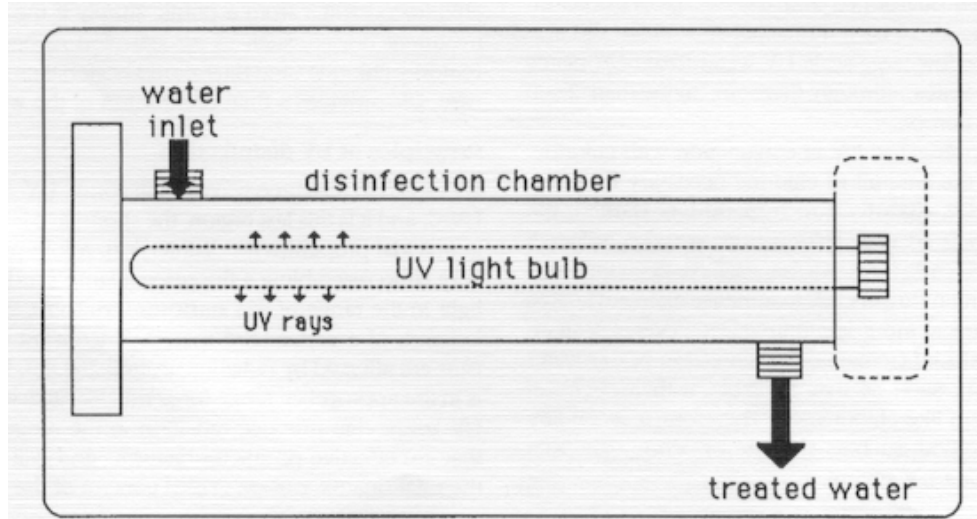 water
inlet
disinfection chamber
UV light bulb
UV rays
treated water